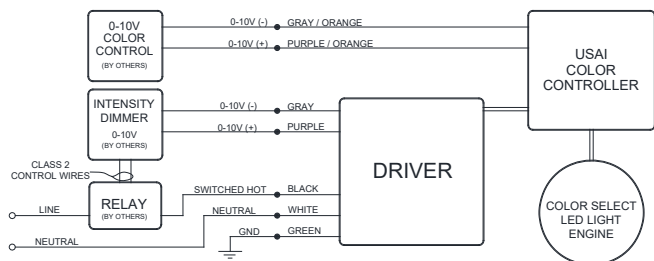 0-10V
COLOR
CONTROL
(BY OTHERS)
0-10V (-)
GRAY / ORANGE
0-10V (+)
PURPLE / ORANGE
USAI
COLOR
CONTROLLER
INTENSITY
DIMMER
0-10V
(BY OTHERS)
0-10V (-)
GRAY
0-10V (+)
PURPLE
DRIVER
CLASS 2
CONTROL WIRES
RELAY
(BY OTHERS)
LINE
SWITCHED HOT
BLACK
NEUTRAL
WHITE
GND
GREEN
NEUTRAL
COLOR SELECT
LED LIGHT
ENGINE